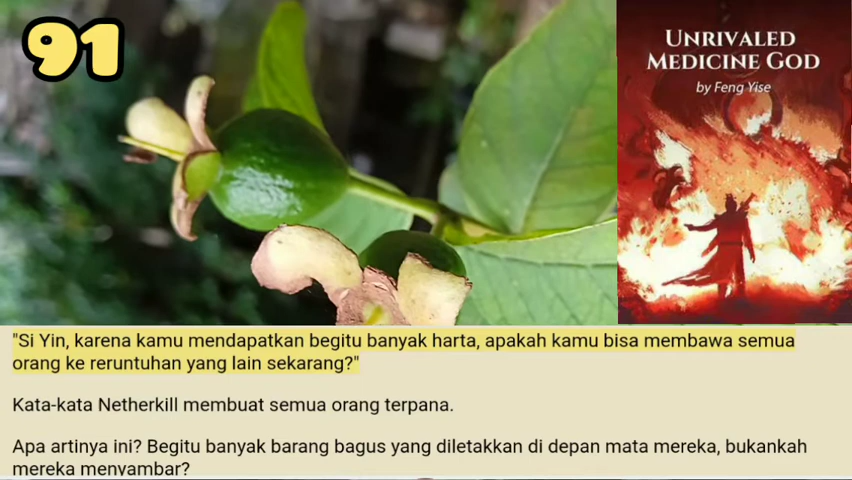 91
UNRIVALED
MEDICINE GOD
by Feng Yise
"Si Yin, karena kamu mendapatkan begitu banyak harta, apakah kamu bisa membawa semua
orang ke reruntuhan yang lain sekarang?"
Kata-kata Netherkill membuat semua orang terpana.
Apa artinya ini? Begitu banyak barang bagus yang diletakkan di depan mata mereka, bukankah
mereka menyambar?